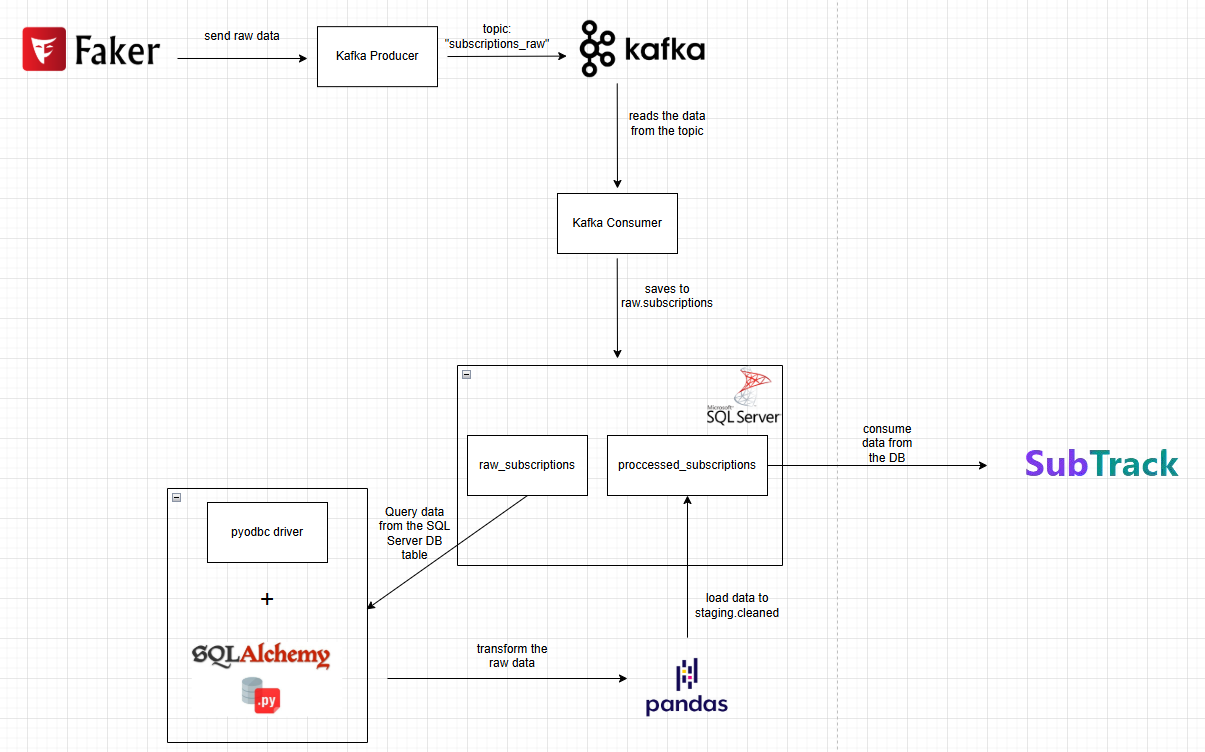 Faker
send raw data
Kafka Producer
topic:
"subscriptions_raw"
kafka
reads the data
from the topic
Kafka Consumer
saves to
raw.subscriptions
Microsoft
SQL Server
raw_subscriptions
proccessed_subscriptions
consume
data from
the DB
SubTrack
pyodbc driver
+
SQLAlchemy
.py
Query data
from the SQL
Server DB
table
transform the
raw data
pandas
load data to
staging.cleaned